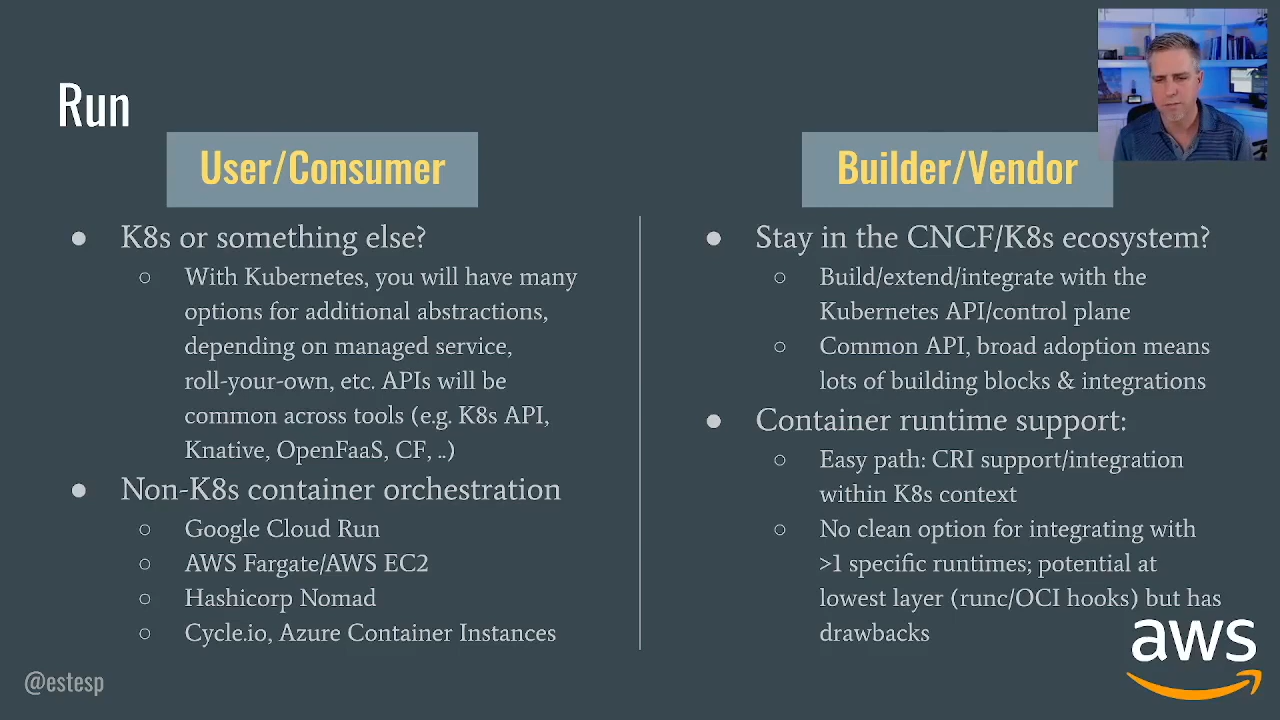 Run
User/Consumer
● K8s or something else?
○ With Kubernetes, you will have many
options for additional abstractions,
depending on managed service,
roll-your-own, etc. APIs will be
common across tools (e.g. K8s API,
Knative, OpenFaaS, CF, ..)
● Non-K8s container orchestration
○ Google Cloud Run
○ AWS Fargate/AWS EC2
○ Hashicorp Nomad
○ Cycle.io, Azure Container Instances
Builder/Vendor
● Stay in the CNCF/K8s ecosystem?
○ Build/extend/integrate with the
Kubernetes API/control plane
○ Common API, broad adoption means
lots of building blocks & integrations
● Container runtime support:
○ Easy path: CRI support/integration
within K8s context
○ No clean option for integrating with
>1 specific runtimes; potential at
lowest layer (runc/OCI hooks) but has
drawbacks
@estesp
aws